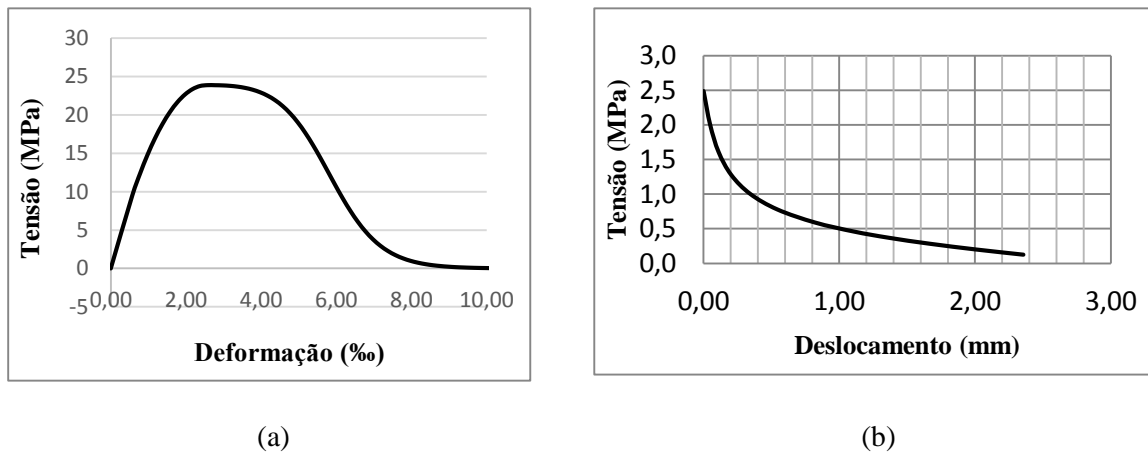 30
25
20
15
10
5
0
-5
0,00 2,00 4,00 6,00 8,00 10,00
Tensão (MPa)
Deformação (‰)
(a)
3,0
2,5
2,0
1,5
1,0
0,5
0,0
0,00 1,00 2,00 3,00
Tensão (MPa)
Deslocamento (mm)
(b)